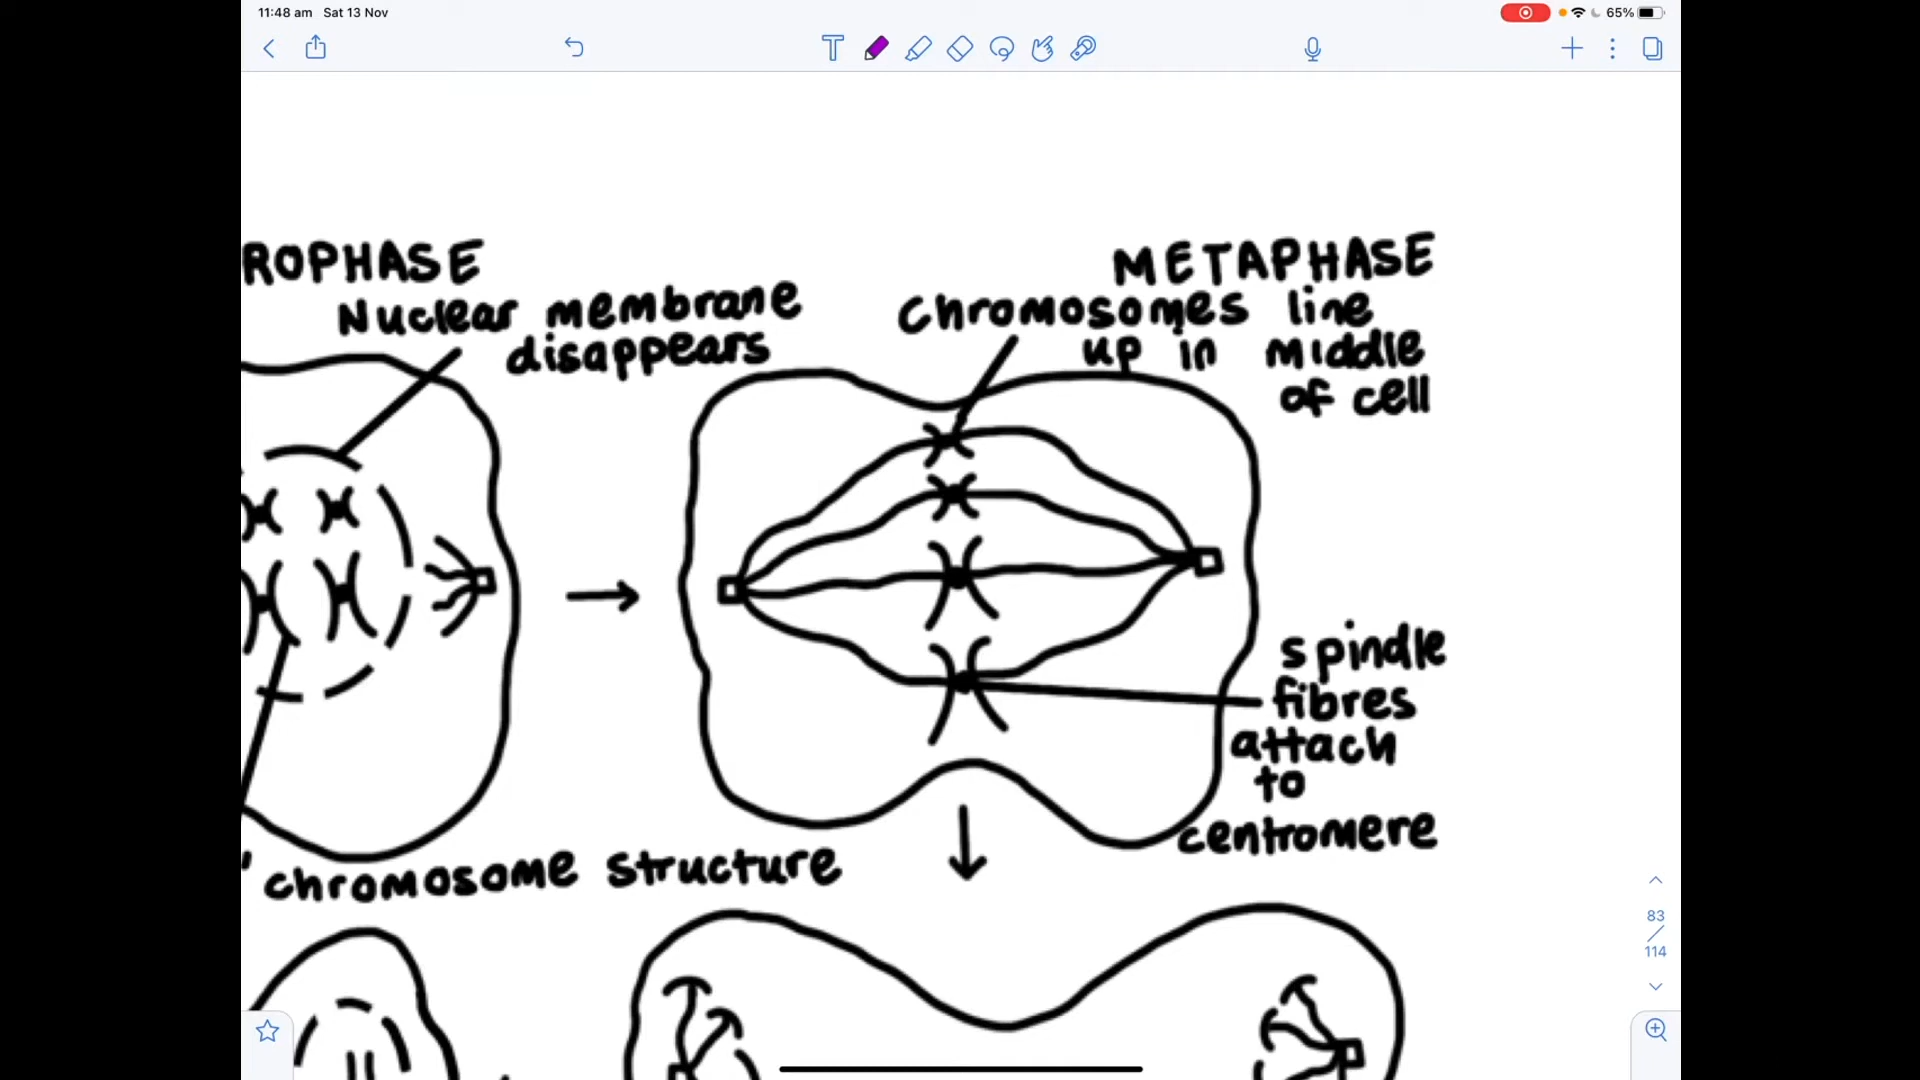 11:48 am Sat 13 Nov
65%
ROPHASE
Nuclear membrane
disappears
METAPHASE
Chromosomes line
up in middle
of cell
spindle
fibres
attach
to
centromere
' chromosome structure
83
114